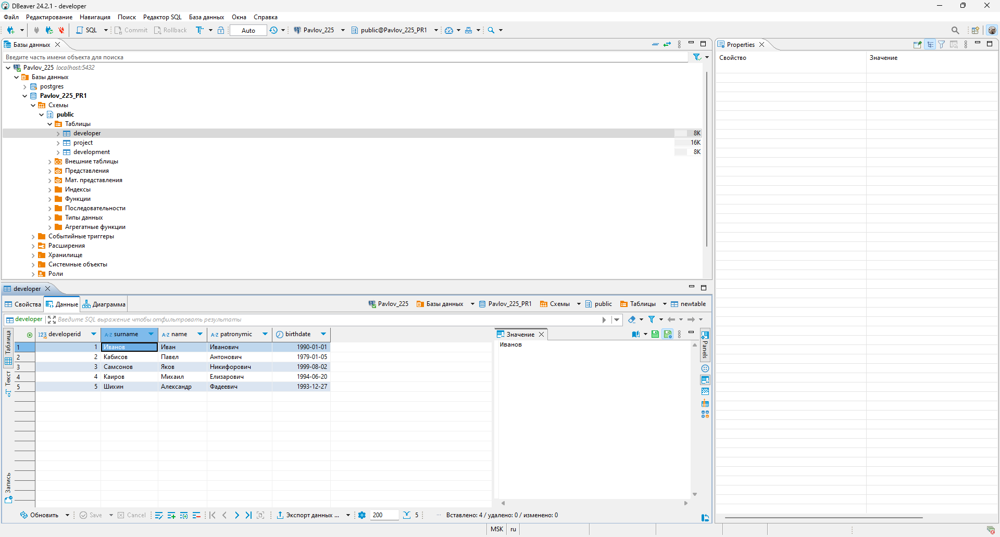 DBeaver 24.2.1 - developer
Файл Редактирование Навигация Поиск Редактор SQL База данных Окна Справка
SQL Commit Rollback Auto Pavlov_225 public@Pavlov_225_PR1
Базы данных
Введите часть имени объекта для поиска
Pavlov_225 localhost:5432
Базы данных
postgres
Pavlov_225_PR1
Схемы
public
Таблицы
developer 8K
project 16K
development 8K
Внешние таблицы
Представления
Мат. представления
Индексы
Функции
Последовательности
Типы данных
Агрегатные функции
Событийные триггеры
Расширения
Хранилище
Системные объекты
Роли
Properties
Свойство Значение
developer
Свойства Данные Диаграмма Pavlov_225 Базы данных Pavlov_225_PR1 Схемы public Таблицы newtable
developer Введите SQL выражение чтобы отфильтровать результаты
Таблица
Текст
Запись
123 developerid A-Z surname A-Z name A-Z patronymic birthdate
1 1 Иванов Иван Иванович 1990-01-01
2 2 Кабисов Павел Антонович 1979-01-05
3 3 Самсонов Яков Никифорович 1999-08-02
4 4 Каиров Михаил Елизарович 1994-06-20
5 5 Шихин Александр Фадеевич 1993-12-27
Значение
Иванов
Panels
Обновить Save Cancel Экспорт данных ... 200 5 ... Вставлено: 4 / удалено: 0 / изменено: 0
MSK ru